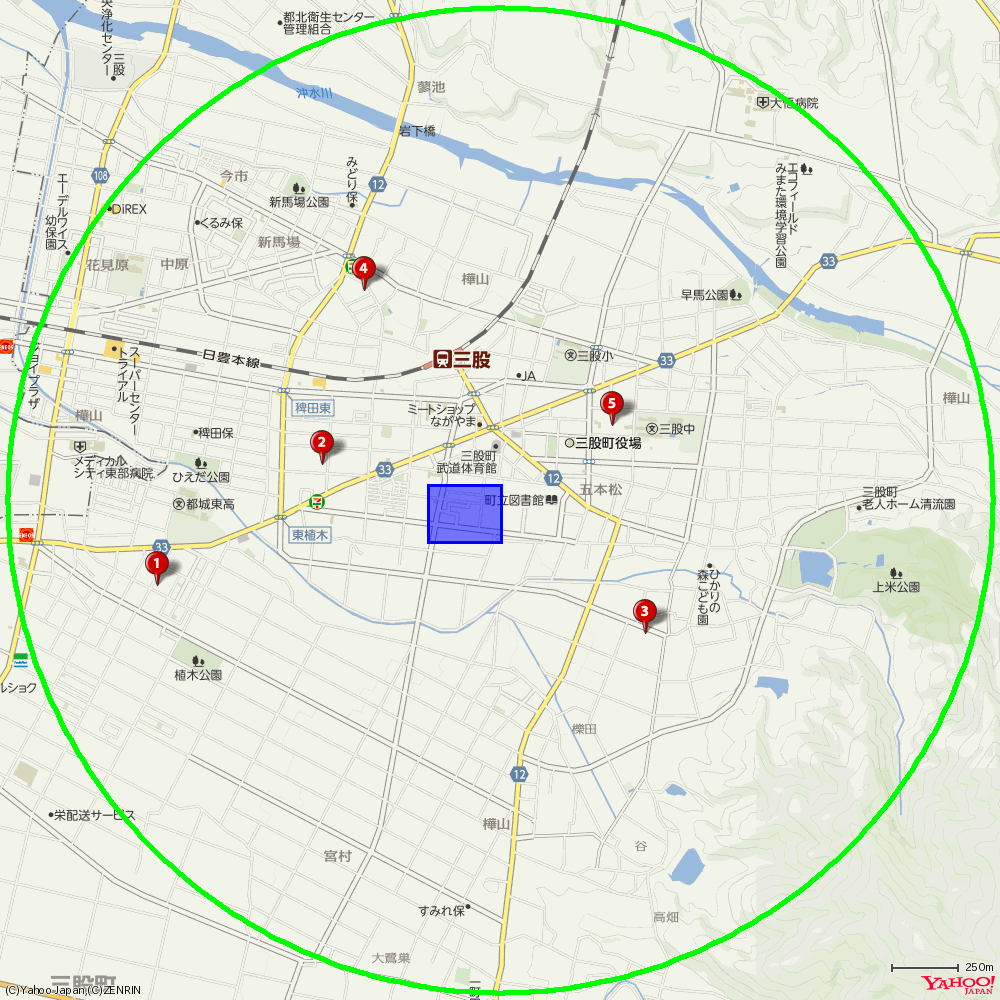 都北衛生センター
管理組合
央浄化センター
三股
沖水川
蓼池
岩下橋
大悟病院
108
今市
みどり保
12
新馬場公園
エコフィールド
みまた環境学習公園
DiREX
くるみ保
エーデルワイス
幼保園
新馬場
花見原
中原
33
4
樺山
早馬公園
日豊本線
三股
三股小
33
JA
スーパーセンター
トライアル
ジョイプラザ
ENEOS
樺山
稗田東
ミートショップ
ながやま
5
三股中
樺山
稗田保
2
三股町役場
メディカル
シティ東部病院
ひえだ公園
33
三股町
武道体育館
12
都城東高
町立図書館
五本松
三股町
老人ホーム清流園
ENEOS
33
東植木
1
ひかりの
森こども園
上米公園
3
植木公園
FamilyMart
ルショク
櫟田
12
栄配送サービス
樺山
宮村
谷
すみれ保
高畑
大鷺巣
三股町
250m
(C)Yahoo Japan,(C)ZENRIN
YAHOO!
JAPAN